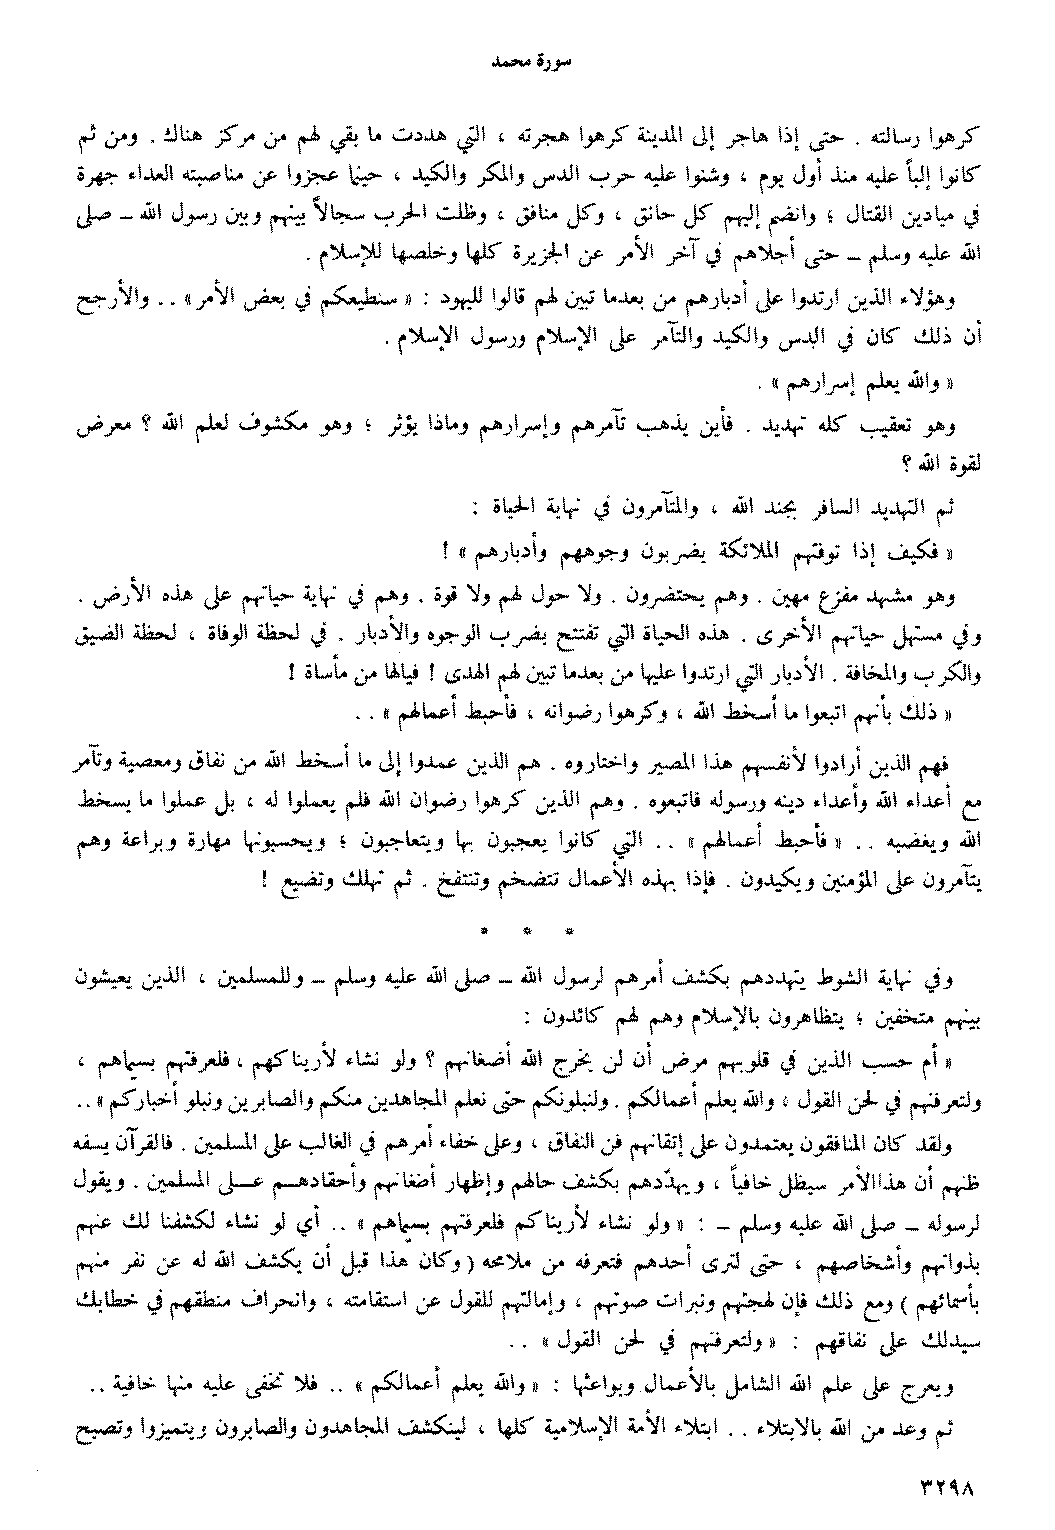 سورة محمد
كرهوا رسالته . حتى إذا هاجر إلى المدينة كرهوا هجرته ، التي هددت ما بقي لهم من مركز هناك . ومن ثم
كانوا إلباً عليه منذ أول يوم ، وشنوا عليه حرب الدس والمكر والكيد ، حينما عجزوا عن مناصبته العداء جهرة
في ميادين القتال ؛ وانضم إليهم كل حانق ، وكل منافق ، وظلت الحرب سجالاً بينهم وبين رسول الله – صلى
الله عليه وسلم – حتى أجلاهم في آخر الأمر عن الجزيرة كلها وخلصها للإسلام .
وهؤلاء الذين ارتدوا على أدبارهم من بعدما تبين لهم قالوا لليهود : « سنطيعكم في بعض الأمر » .. والأرجح
أن ذلك كان في الدس والكيد والتآمر على الإسلام ورسول الإسلام .
« والله يعلم إسرارهم » .
وهو تعقيب كله تهديد . فأين يذهب تآمرهم وإسرارهم وماذا يؤثر ؛ وهو مكشوف لعلم الله ؟ معرض
لقوة الله ؟
ثم التهديد السافر بجند الله ، والمتآمرون في نهاية الحياة :
« فكيف إذا توفتهم الملائكة يضربون وجوههم وأدبارهم » !
وهو مشهد مفزع مهين . وهم يحتضرون . ولا حول لهم ولا قوة . وهم في نهاية حياتهم على هذه الأرض .
وفي مستهل حياتهم الأخرى . هذه الحياة التي تفتتح بضرب الوجوه والأدبار . في لحظة الوفاة ، لحظة الضيق
والكرب والمخافة . الأدبار التي ارتدوا عليها من بعدما تبين لهم الهدى ! فيالها من مأساة !
« ذلك بأنهم اتبعوا ما أسخط الله ، وكرهوا رضوانه ، فأحبط أعمالهم » ..
فهم الذين أرادوا لأنفسهم هذا المصير واختاروه . هم الذين عمدوا إلى ما أسخط الله من نفاق ومعصية وتآمر
مع أعداء الله وأعداء دينه ورسوله فاتبعوه . وهم الذين كرهوا رضوان الله فلم يعملوا له ، بل عملوا ما يسخط
الله ويغضبه .. « فأحبط أعمالهم » .. التي كانوا يعجبون بها ويتعاجبون ؛ ويحسبونها مهارة وبراعة وهم
يتآمرون على المؤمنين ويكيدون . فإذا بهذه الأعمال تتضخم وتنتفخ . ثم تهلك وتضيع !
* * *
وفي نهاية الشوط يتهددهم بكشف أمرهم لرسول الله – صلى الله عليه وسلم – وللمسلمين ، الذين يعيشون
بينهم متخفين ؛ يتظاهرون بالإسلام وهم لهم كائدون :
« أم حسب الذين في قلوبهم مرض أن لن يخرج الله أضغانهم ؟ ولو نشاء لأريناكهم ، فلعرفتهم بسيماهم ،
ولتعرفنهم في لحن القول ، والله يعلم أعمالكم . ولنبلونكم حتى نعلم المجاهدين منكم والصابرين ونبلو أخباركم » ..
ولقد كان المنافقون يعتمدون على إتقانهم فن النفاق ، وعلى خفاء أمرهم في الغالب على المسلمين . فالقرآن يسفه
ظنهم أن هذا الأمر سيظل خافياً ، ويهدّدهم بكشف حالهم وإظهار أضغانهم وأحقادهم على المسلمين . ويقول
لرسوله – صلى الله عليه وسلم – : « ولو نشاء لأريناكم فلعرفتهم بسيماهم » .. أي لو نشاء لكشفنا لك عنهم
بذواتهم وأشخاصهم ، حتى لترى أحدهم فتعرفه من ملامحه ( وكان هذا قبل أن يكشف الله له عن نفر منهم
بأسمائهم ) ومع ذلك فإن لهجتهم ونبرات صوتهم ، وإمالتهم للقول عن استقامته ، وانحراف منطقهم في خطابك
سيدلك على نفاقهم : « ولتعرفنهم في لحن القول » ..
ويعرج على علم الله الشامل بالأعمال وبواعثها : « والله يعلم أعمالكم » .. فلا تخفى عليه منها خافية ..
ثم وعد من الله بالابتلاء .. ابتلاء الأمة الإسلامية كلها ، لينكشف المجاهدون والصابرون ويتميزوا وتصبح
٣٢٩٨